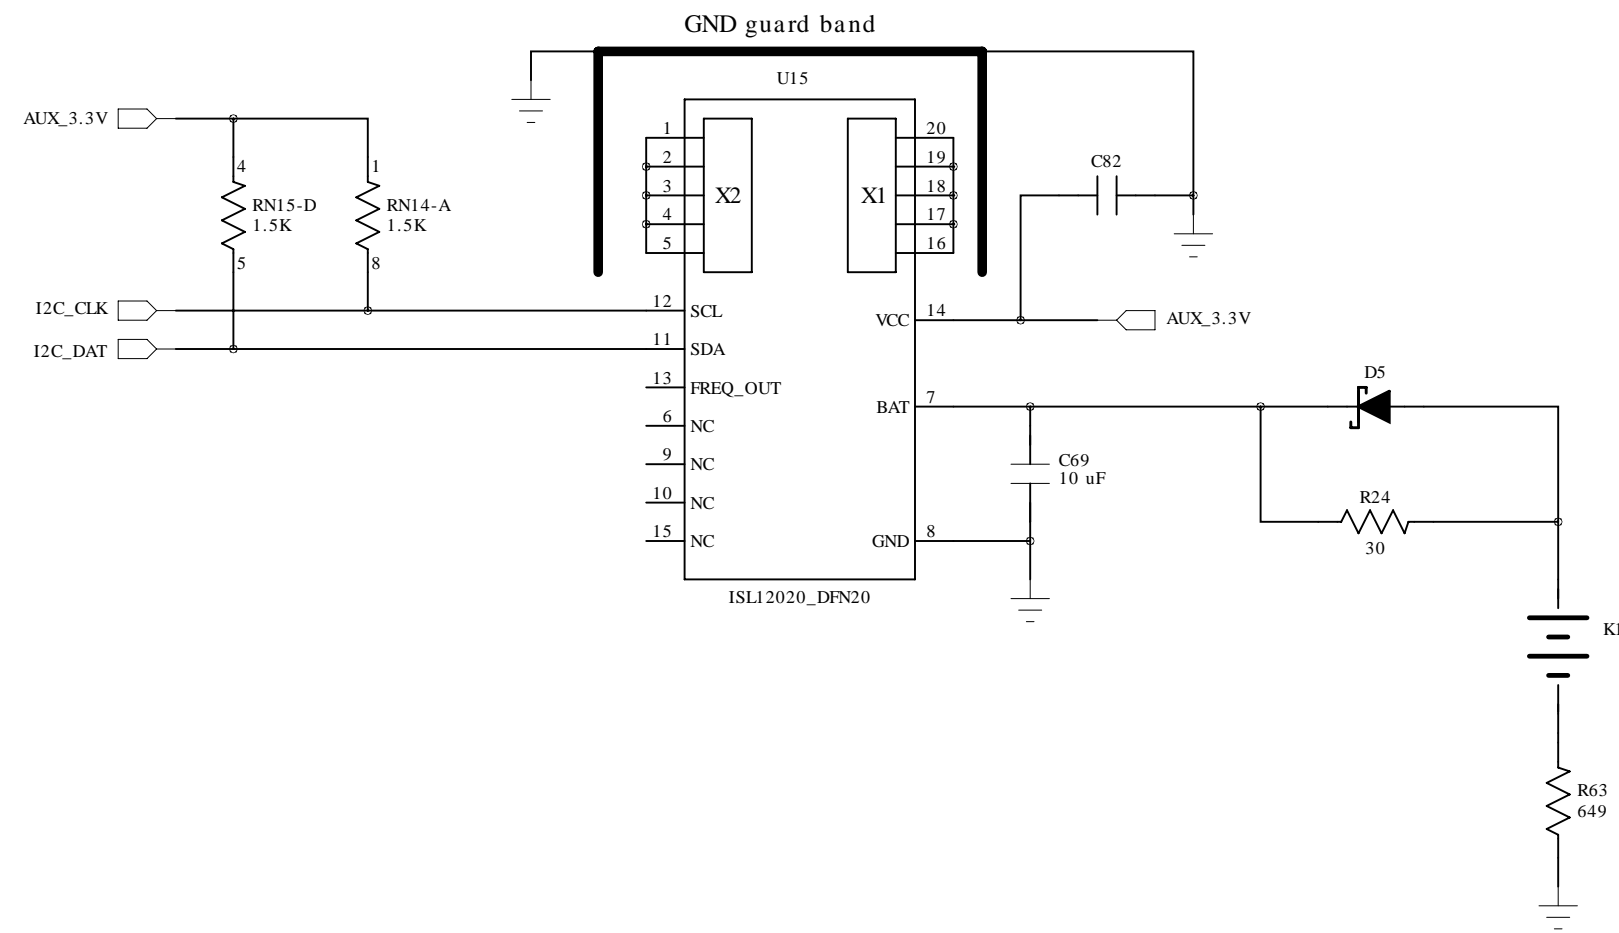 GND guard band
U15
AUX_3.3V
1
2
3
4
5
X2
X1
20
19
18
17
16
C82
4
RN15-D
1.5K
5
1
RN14-A
1.5K
8
I2C_CLK
12
SCL
VCC
14
AUX_3.3V
I2C_DAT
11
SDA
13
FREQ_OUT
D5
BAT
7
6
NC
9
NC
C69
10 uF
10
NC
R24
30
15
NC
GND
8
ISL12020_DFN20
K1
R63
649